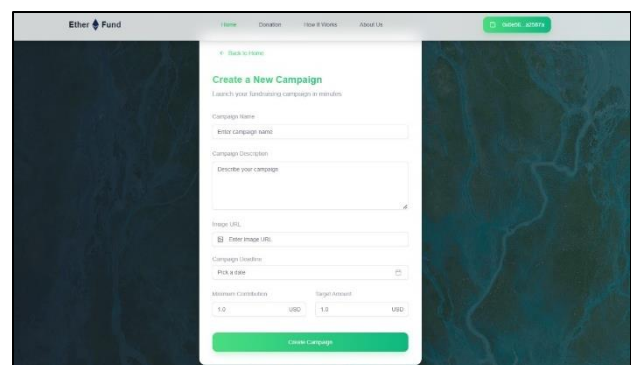 Ether Fund
Home Donation How It Works About Us
Back to Home
Create a New Campaign
Launch your fundraising campaign in minutes
Campaign Name
Enter campaign name
Campaign Description
Describe your campaign
Image URL
Enter Image URL
Campaign Deadline
Pick a date
Minimum Contribution Target Amount
1.0 USD 1.0 USD
Create Campaign